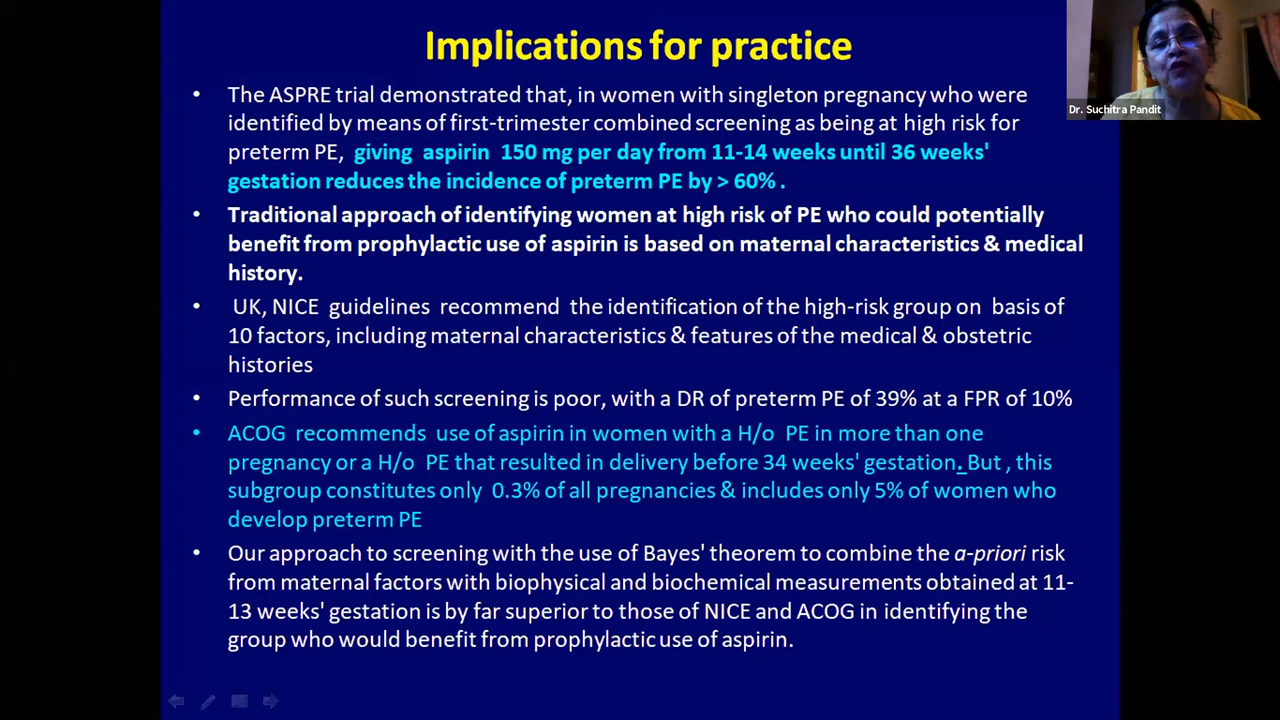 Implications for practice
Dr. Suchitra Pandit
• The ASPRE trial demonstrated that, in women with singleton pregnancy who were
identified by means of first-trimester combined screening as being at high risk for
preterm PE, giving aspirin 150 mg per day from 11-14 weeks until 36 weeks'
gestation reduces the incidence of preterm PE by > 60% .
• Traditional approach of identifying women at high risk of PE who could potentially
benefit from prophylactic use of aspirin is based on maternal characteristics & medical
history.
• UK, NICE guidelines recommend the identification of the high-risk group on basis of
10 factors, including maternal characteristics & features of the medical & obstetric
histories
• Performance of such screening is poor, with a DR of preterm PE of 39% at a FPR of 10%
• ACOG recommends use of aspirin in women with a H/o PE in more than one
pregnancy or a H/o PE that resulted in delivery before 34 weeks' gestation. But , this
subgroup constitutes only 0.3% of all pregnancies & includes only 5% of women who
develop preterm PE
• Our approach to screening with the use of Bayes' theorem to combine the a-priori risk
from maternal factors with biophysical and biochemical measurements obtained at 11-
13 weeks' gestation is by far superior to those of NICE and ACOG in identifying the
group who would benefit from prophylactic use of aspirin.